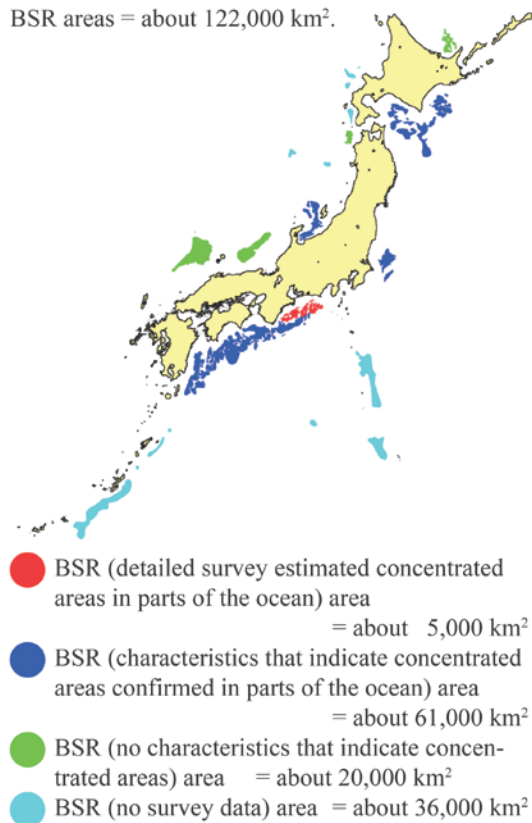 BSR areas = about 122,000 km².
BSR (detailed survey estimated concentrated
areas in parts of the ocean) area
= about 5,000 km²
BSR (characteristics that indicate concentrated
areas confirmed in parts of the ocean) area
= about 61,000 km²
BSR (no characteristics that indicate concen-
trated areas) area = about 20,000 km²
BSR (no survey data) area = about 36,000 km²